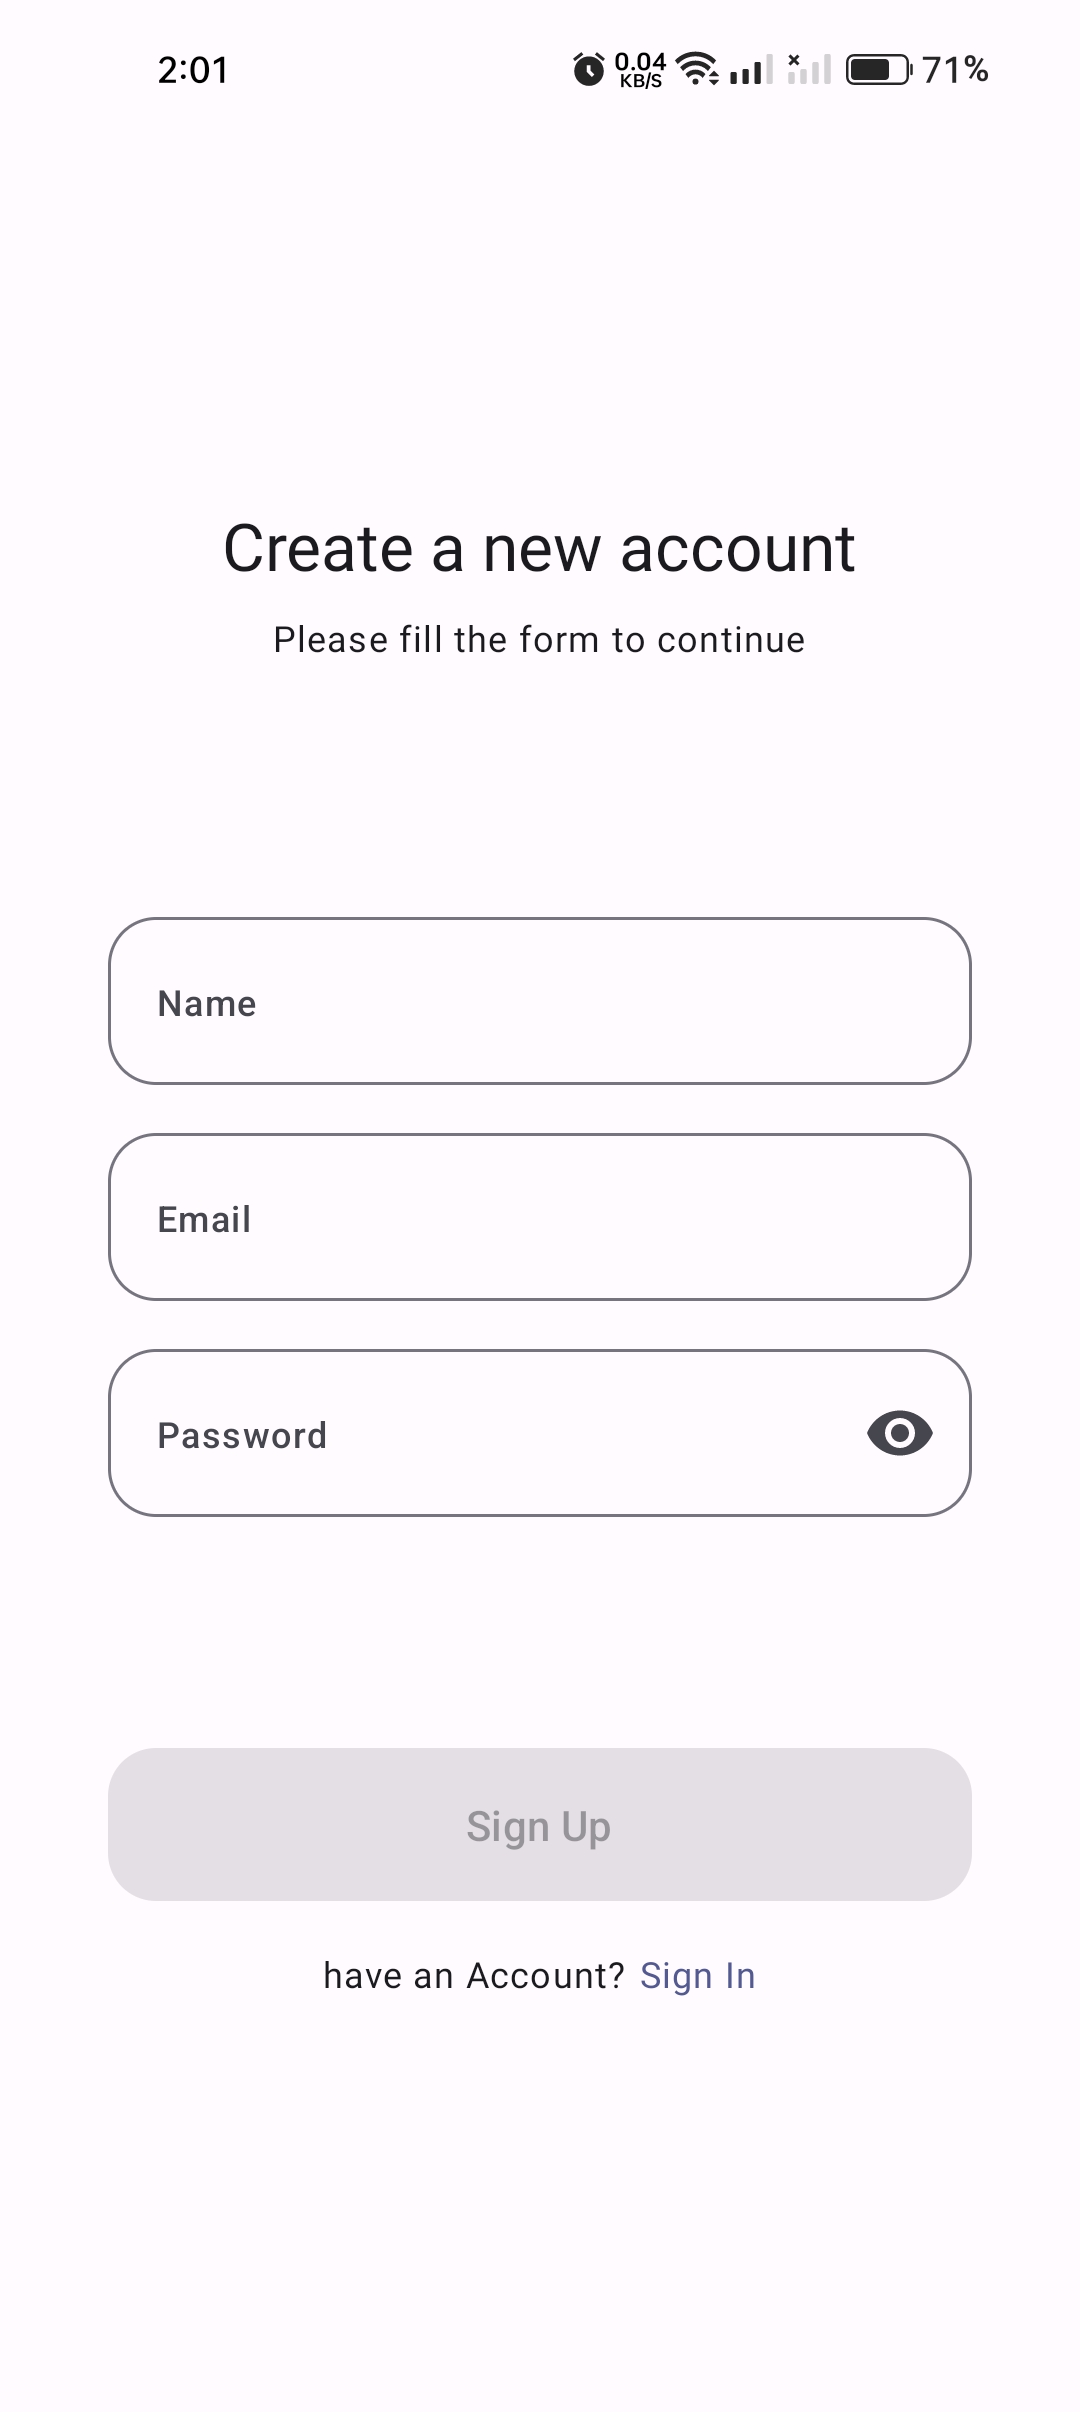 2:01 0.04 KB/S 71%
Create a new account
Please fill the form to continue
Name
Email
Password
Sign Up
have an Account? Sign In